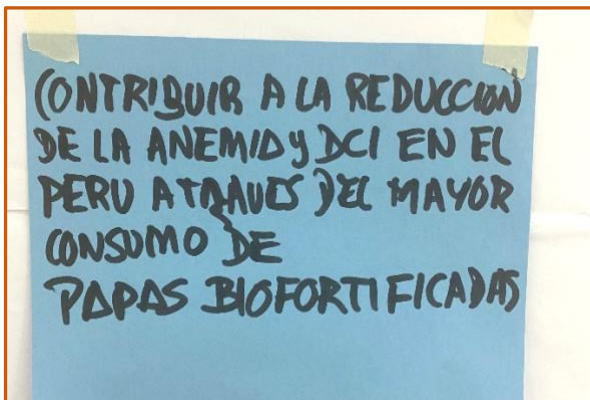 CONTRIBUIR A LA REDUCCION
DE LA ANEMIA y DCI EN EL
PERU ATRAVES DEL MAYOR
CONSUMO DE
PAPAS BIOFORTIFICADAS